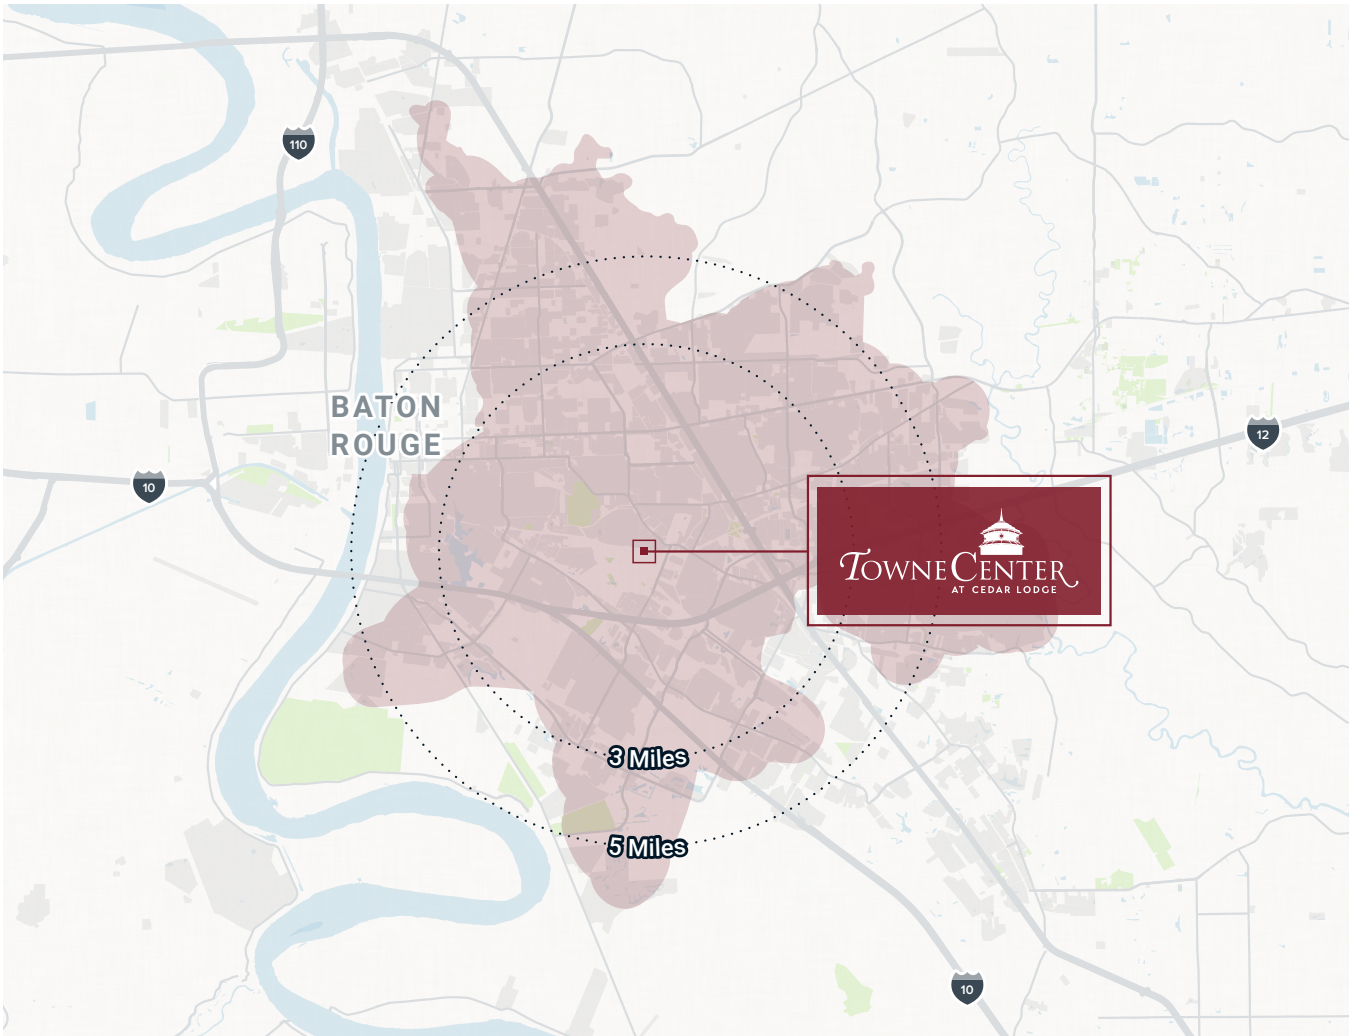 110
BATON
ROUGE
12
10
TOWNECENTER
AT CEDAR LODGE
3 Miles
5 Miles
10